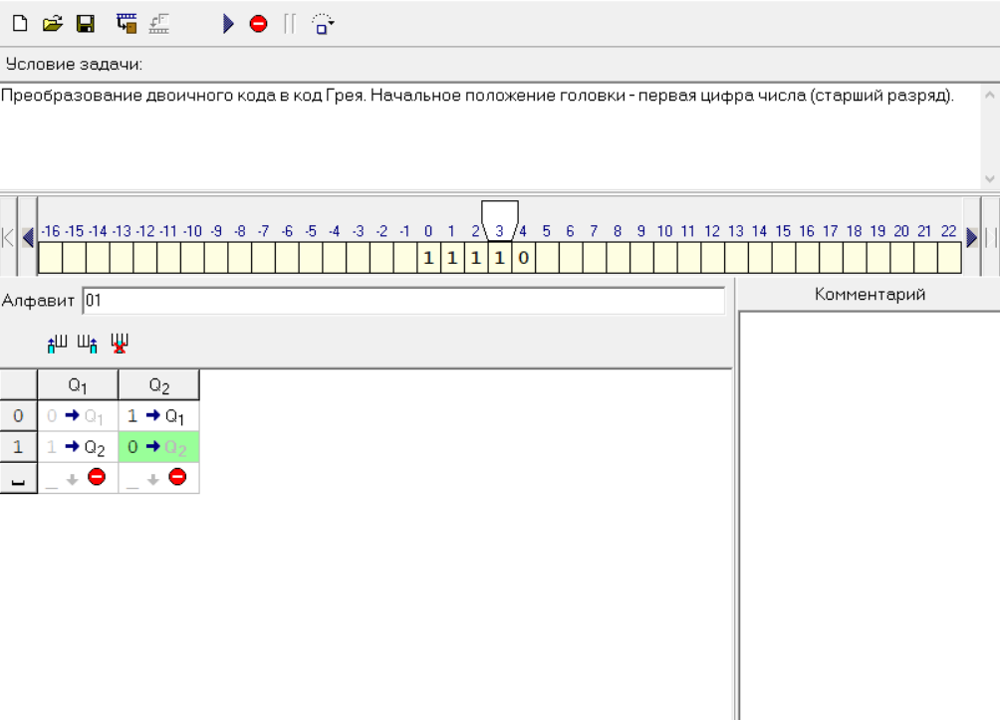 Условие задачи:
Преобразование двоичного кода в код Грея. Начальное положение головки - первая цифра числа (старший разряд).
-16 -15 -14 -13 -12 -11 -10 -9 -8 -7 -6 -5 -4 -3 -2 -1 0 1 2 3 4 5 6 7 8 9 10 11 12 13 14 15 16 17 18 19 20 21 22
1 1 1 1 0
Алфавит 01
Комментарий
Q1 Q2
0 0 → Q1 1 → Q1
1 1 → Q2 0 → Q2
_ ↓ _ ↓